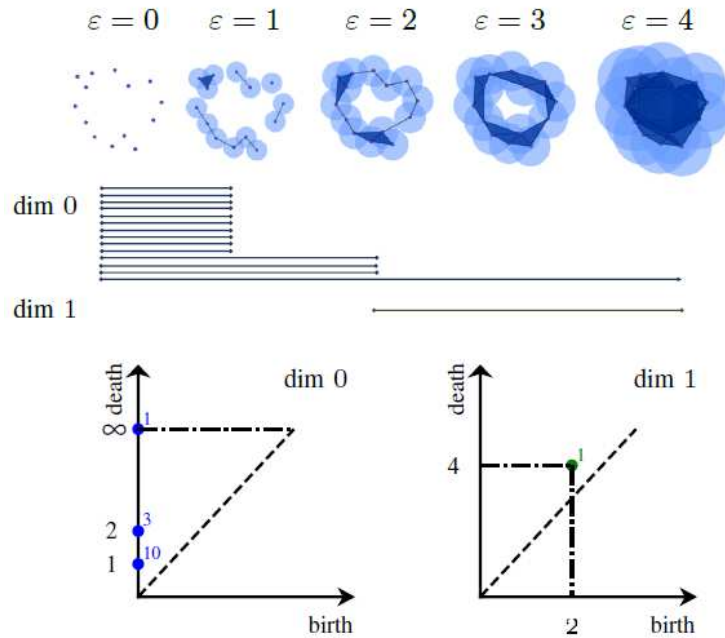 ε = 0 ε = 1 ε = 2 ε = 3 ε = 4
dim 0
dim 1
death
dim 0
∞ 1
2 3
1 10
birth
death
dim 1
4 1
2
birth